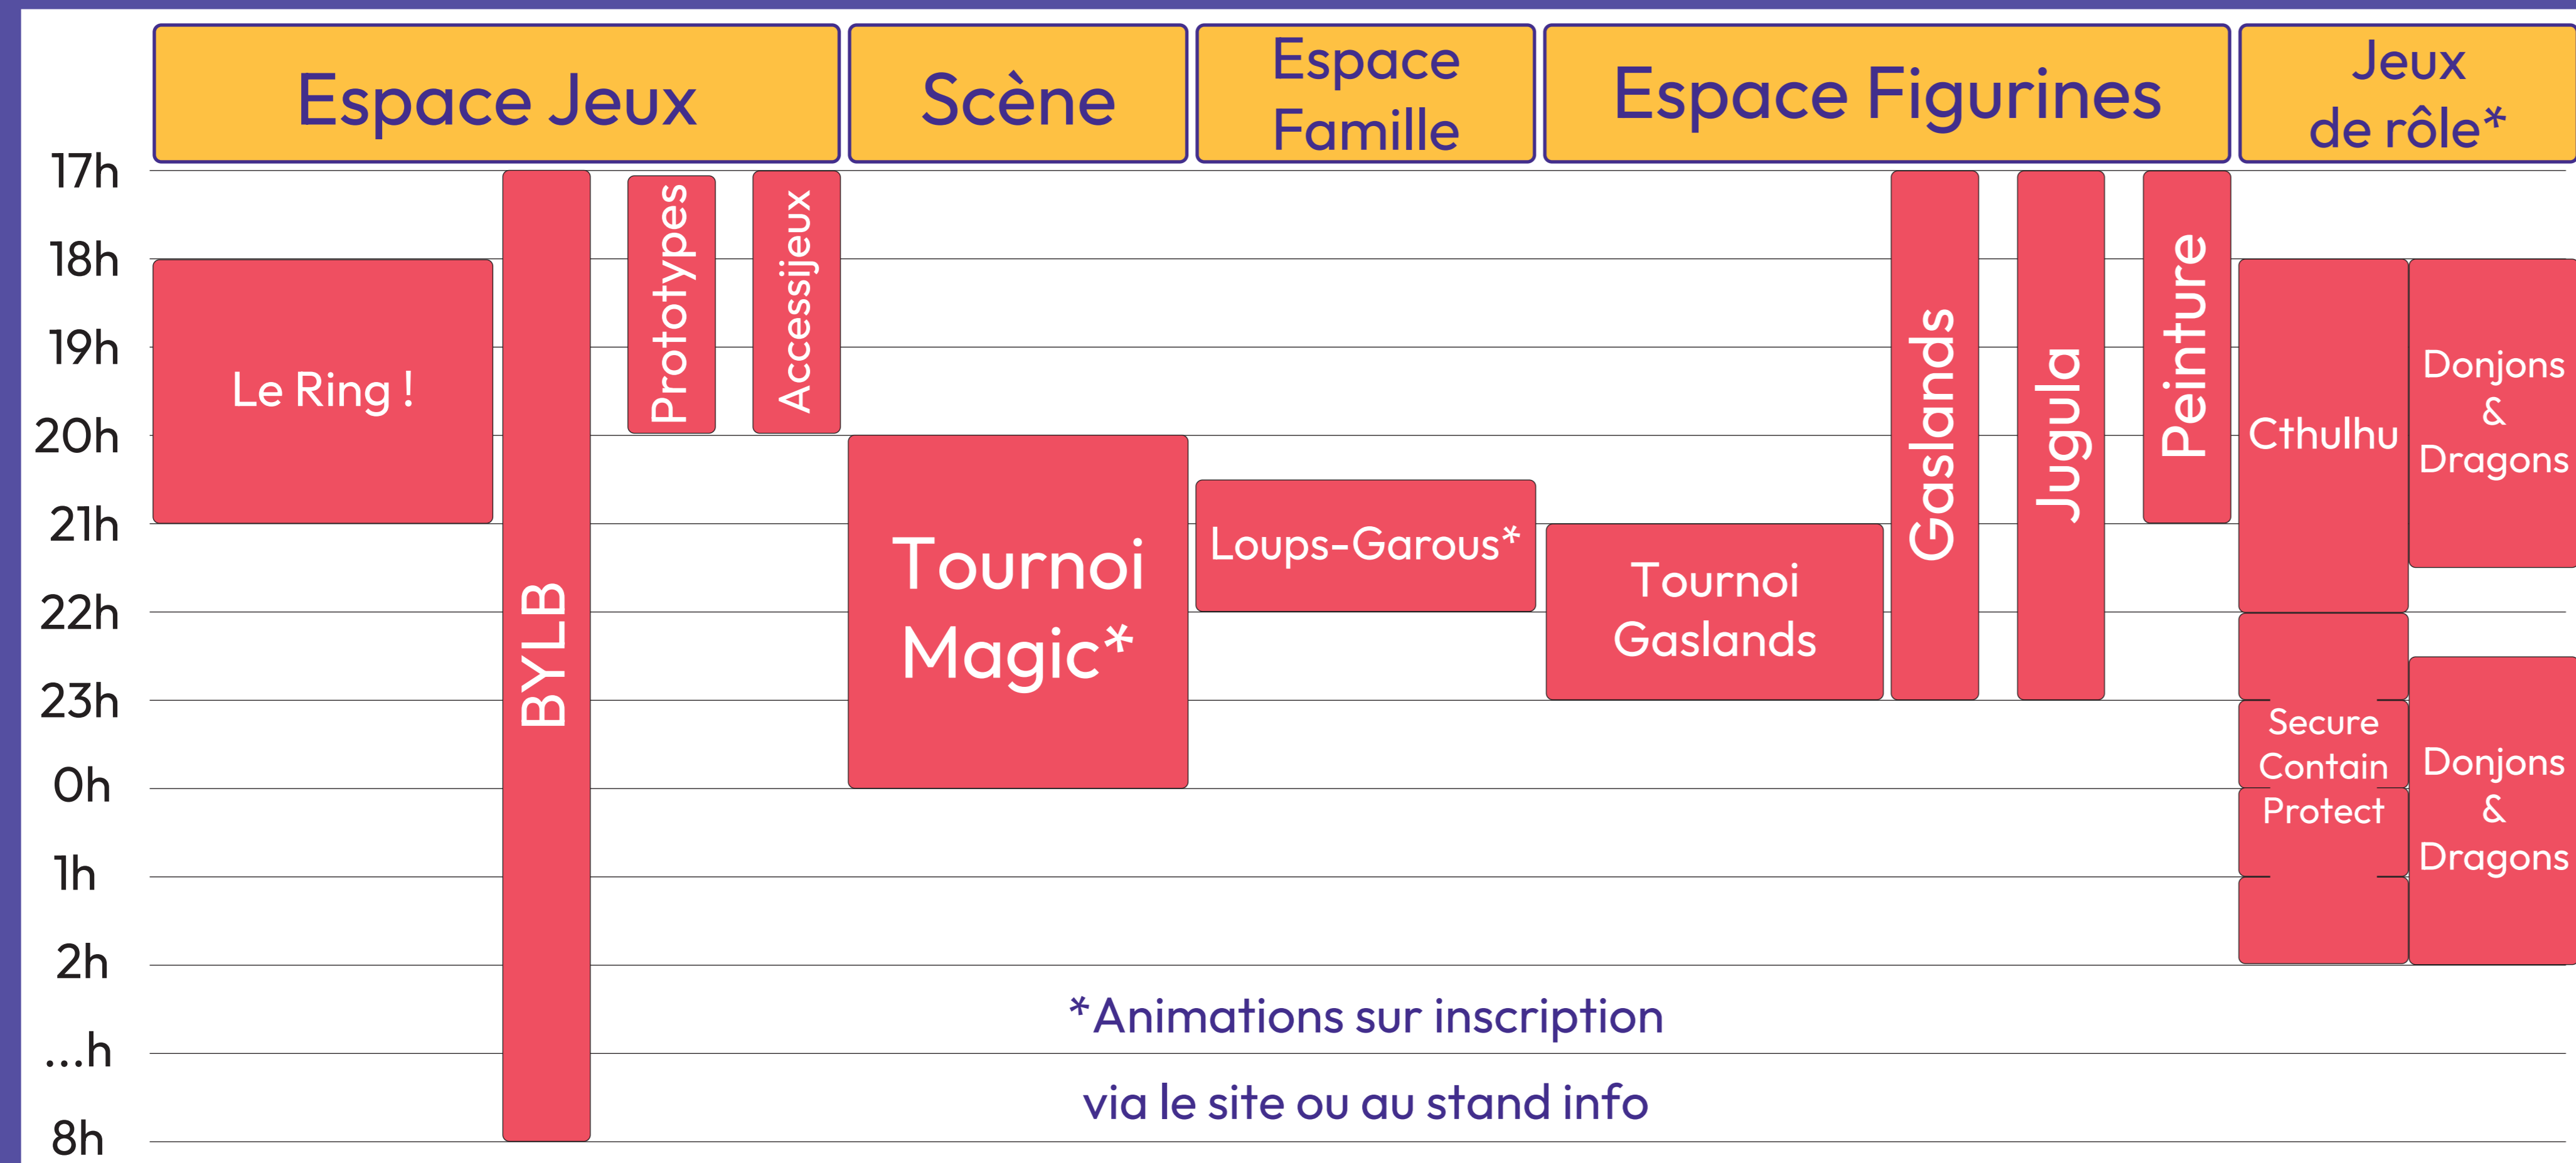 Espace Jeux
Scène
Espace
Famille
Espace Figurines
Jeux
de rôle*
17h
18h
19h
20h
21h
22h
23h
0h
1h
2h
...h
8h
Le Ring !
BYLB
Prototypes
Accessijeux
Tournoi
Magic*
Loups-Garous*
Tournoi
Gaslands
Gaslands
Jugula
Peinture
Cthulhu
Donjons
&
Dragons
Secure
Contain
Protect
Donjons
&
Dragons
*Animations sur inscription
via le site ou au stand info